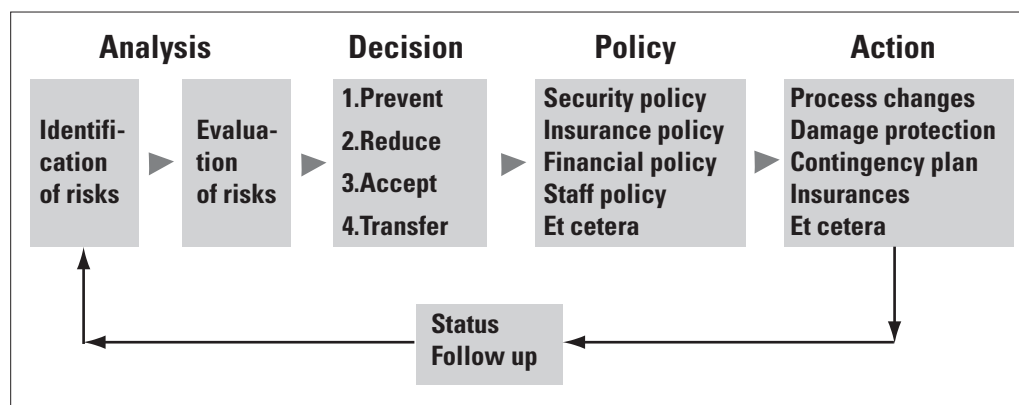 Analysis
Identifi-
cation
of risks
Evalua-
tion
of risks
Decision
1.Prevent
2.Reduce
3.Accept
4.Transfer
Policy
Security policy
Insurance policy
Financial policy
Staff policy
Et cetera
Action
Process changes
Damage protection
Contingency plan
Insurances
Et cetera
Status
Follow up